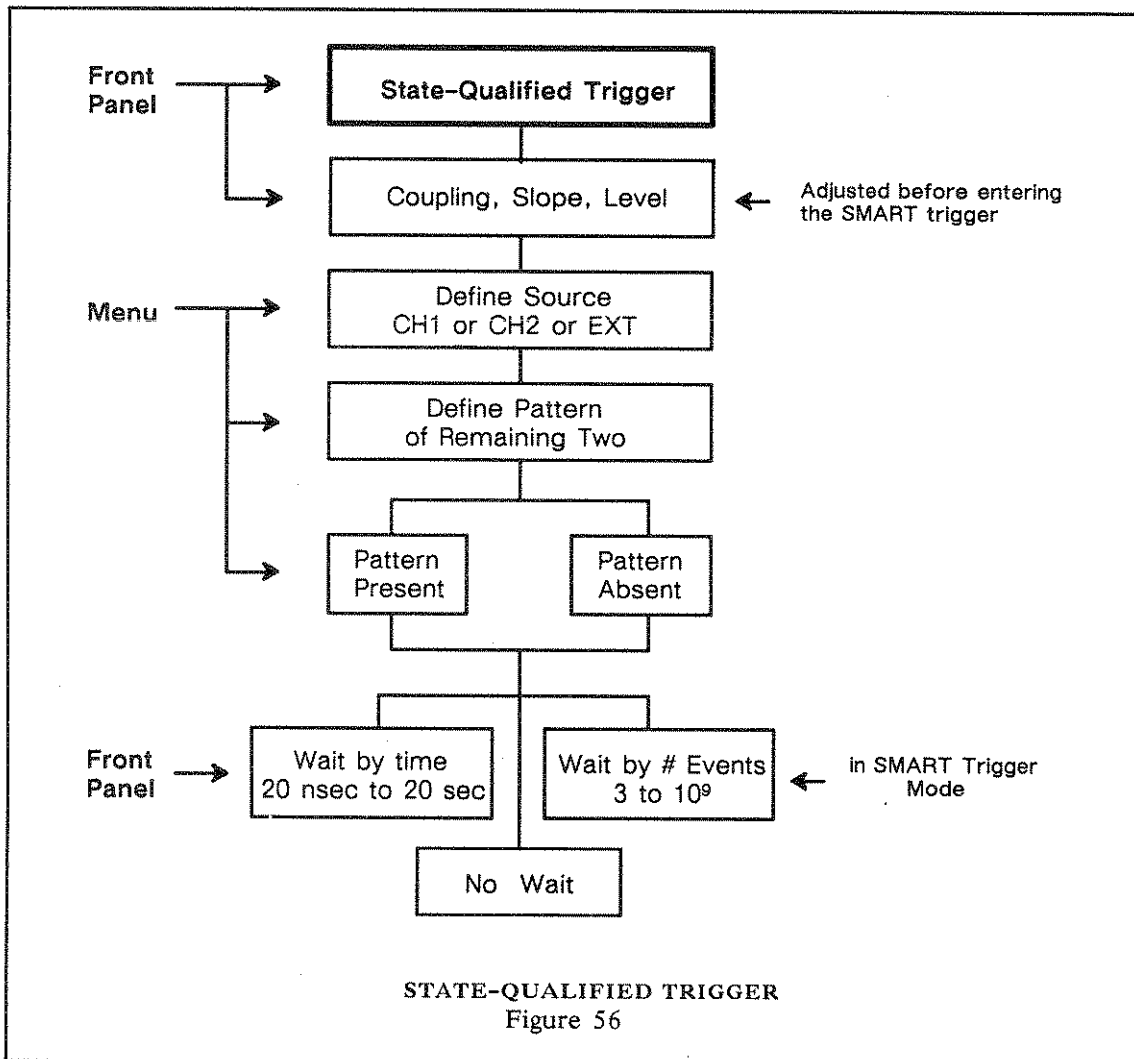 Front
Panel
State-Qualified Trigger
Coupling, Slope, Level
Adjusted before entering
the SMART trigger
Menu
Define Source
CH1 or CH2 or EXT
Define Pattern
of Remaining Two
Pattern
Present
Pattern
Absent
Front
Panel
Wait by time
20 nsec to 20 sec
Wait by # Events
3 to 10⁹
in SMART Trigger
Mode
No Wait
STATE-QUALIFIED TRIGGER
Figure 56